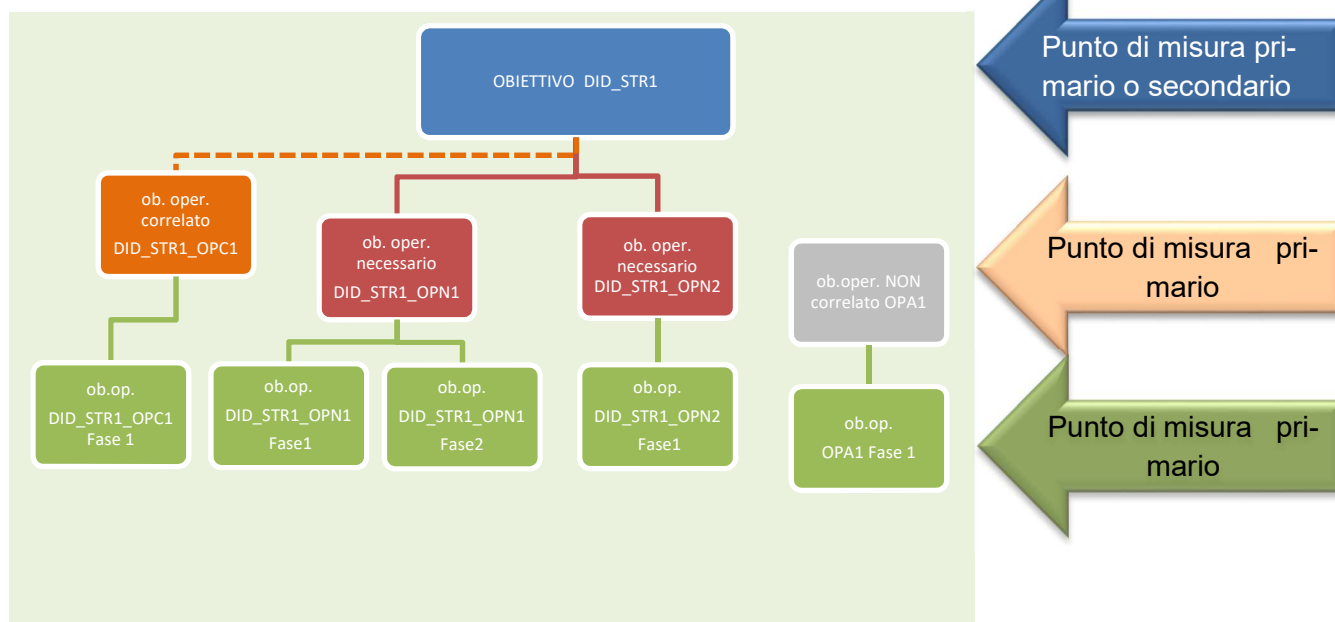 OBIETTIVO DID_STR1
Punto di misura pri-
mario o secondario
ob. oper.
correlato
DID_STR1_OPC1
ob. oper.
necessario
DID_STR1_OPN1
ob. oper.
necessario
DID_STR1_OPN2
ob.oper. NON
correlato OPA1
Punto di misura pri-
mario
ob.op.
DID_STR1_OPC1
Fase 1
ob.op.
DID_STR1_OPN1
Fase1
ob.op.
DID_STR1_OPN1
Fase2
ob.op.
DID_STR1_OPN2
Fase1
ob.op.
OPA1 Fase 1
Punto di misura pri-
mario